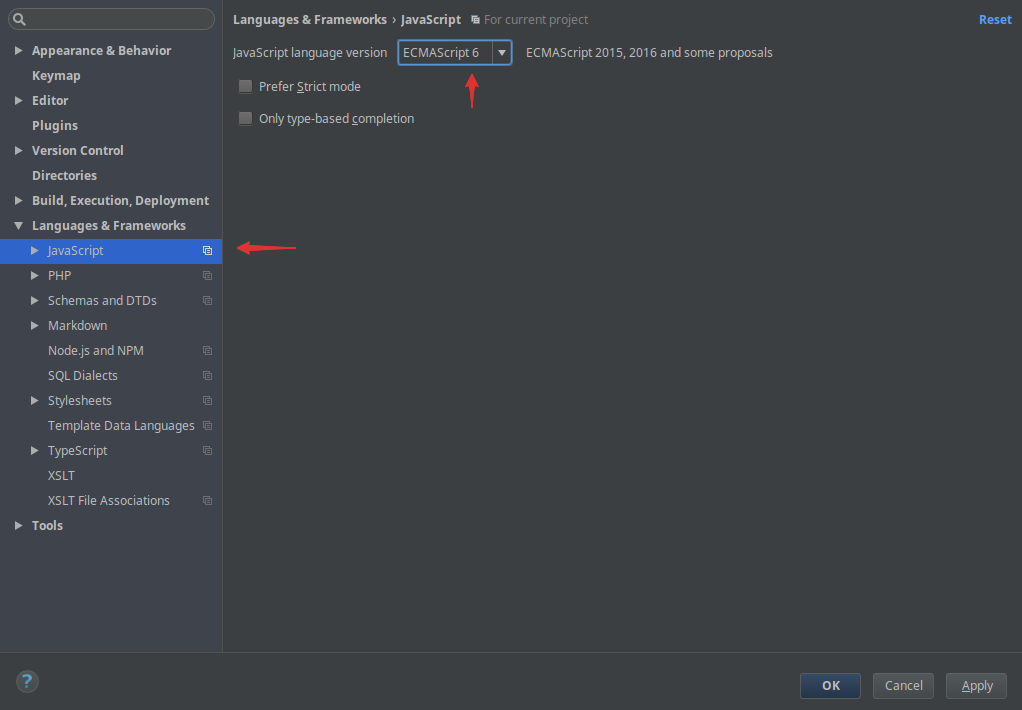 Appearance & Behavior
Keymap
Editor
Plugins
Version Control
Directories
Build, Execution, Deployment
Languages & Frameworks
JavaScript
PHP
Schemas and DTDs
Markdown
Node.js and NPM
SQL Dialects
Stylesheets
Template Data Languages
TypeScript
XSLT
XSLT File Associations
Tools
Languages & Frameworks › JavaScript For current project Reset
JavaScript language version ECMAScript 6 ECMAScript 2015, 2016 and some proposals
Prefer Strict mode
Only type-based completion
? OK Cancel Apply